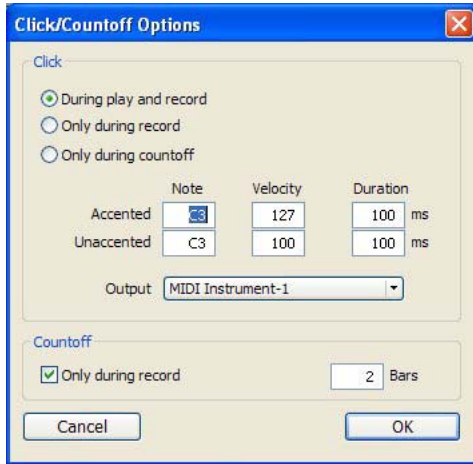 Click/Countoff Options
Click
During play and record
Only during record
Only during countoff
Note Velocity Duration
Accented C3 127 100 ms
Unaccented C3 100 100 ms
Output MIDI Instrument-1
Countoff
Only during record 2 Bars
Cancel OK